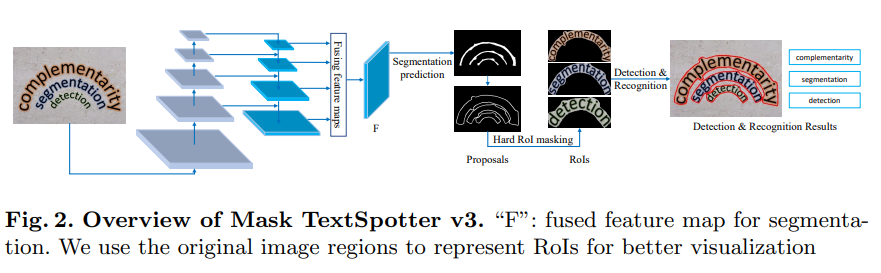 complementarity
segmentation
detection
Fusing feature maps
F
Segmentation
prediction
Hard RoI masking
Proposals
RoIs
complementarity
segmentation
detection
Detection &
Recognition
complementarity
segmentation
detection
complementarity
segmentation
detection
Detection & Recognition Results
Fig. 2. Overview of Mask TextSpotter v3. “F”: fused feature map for segmenta-
tion. We use the original image regions to represent RoIs for better visualization